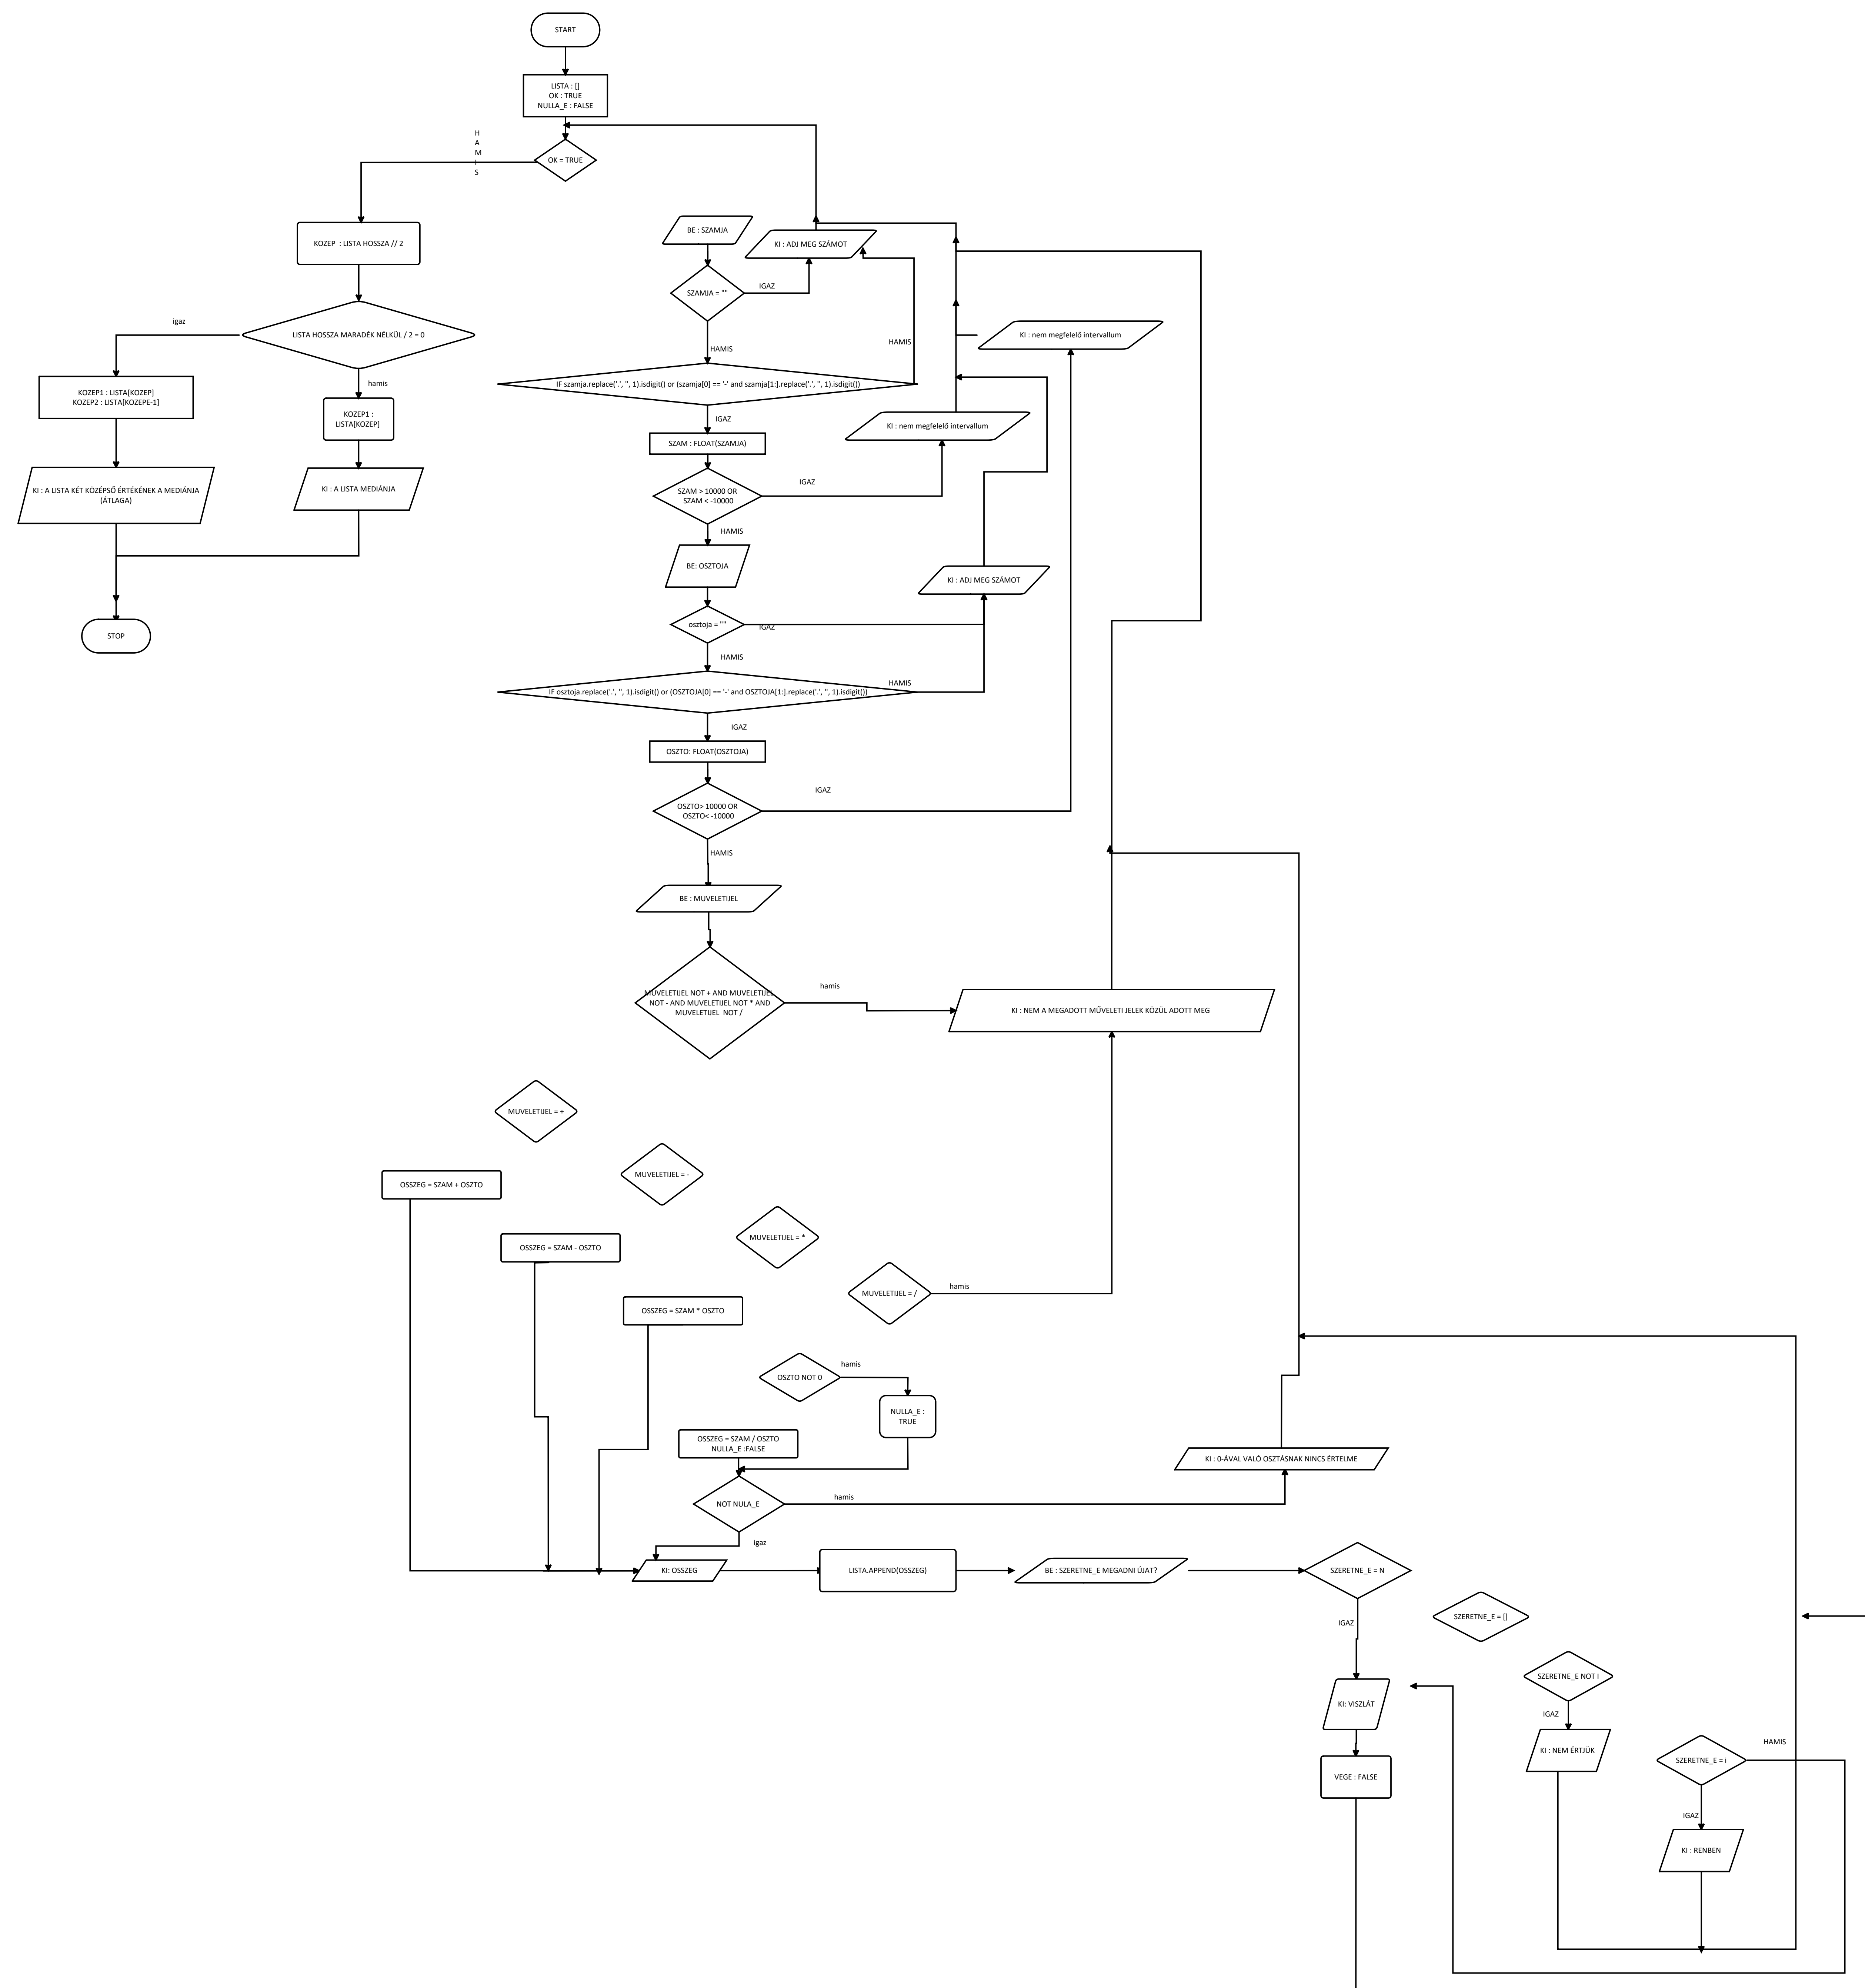 START
LISTA : []
OK : TRUE
NULLA_E : FALSE
H
A
M
I
S
OK = TRUE
KOZEP  : LISTA HOSSZA // 2
LISTA HOSSZA MARADÉK NÉLKÜL / 2 = 0
igaz
KOZEP1 : LISTA[KOZEP]
KOZEP2 : LISTA[KOZEPE-1]
KI : A LISTA KÉT KÖZÉPSŐ ÉRTÉKÉNEK A MEDIÁNJA
(ÁTLAGA)
hamis
KOZEP1 :
LISTA[KOZEP]
KI : A LISTA MEDIÁNJA
STOP
BE : SZAMJA
KI : ADJ MEG SZÁMOT
SZAMJA = ""
IGAZ
HAMIS
HAMIS
IF szamja.replace('.', '', 1).isdigit() or (szamja[0] == '-' and szamja[1:].replace('.', '', 1).isdigit())
KI : nem megfelelő intervallum
IGAZ
SZAM : FLOAT(SZAMJA)
KI : nem megfelelő intervallum
SZAM > 10000 OR
SZAM < -10000
IGAZ
HAMIS
BE: OSZTOJA
KI : ADJ MEG SZÁMOT
osztoja = ""
IGAZ
HAMIS
IF osztoja.replace('.', '', 1).isdigit() or (OSZTOJA[0] == '-' and OSZTOJA[1:].replace('.', '', 1).isdigit())
HAMIS
IGAZ
OSZTO: FLOAT(OSZTOJA)
OSZTO> 10000 OR
OSZTO< -10000
IGAZ
HAMIS
BE : MUVELETIJEL
MUVELETIJEL NOT + AND MUVELETIJEL
NOT - AND MUVELETIJEL NOT * AND
MUVELETIJEL  NOT /
hamis
KI : NEM A MEGADOTT MŰVELETI JELEK KÖZÜL ADOTT MEG
MUVELETIJEL = +
MUVELETIJEL = -
OSSZEG = SZAM + OSZTO
MUVELETIJEL = *
OSSZEG = SZAM - OSZTO
MUVELETIJEL = /
hamis
OSSZEG = SZAM * OSZTO
OSZTO NOT 0
hamis
NULLA_E :
TRUE
OSSZEG = SZAM / OSZTO
NULLA_E :FALSE
KI : 0-ÁVAL VALÓ OSZTÁSNAK NINCS ÉRTELME
NOT NULA_E
hamis
igaz
KI: OSSZEG
LISTA.APPEND(OSSZEG)
BE : SZERETNE_E MEGADNI ÚJAT?
SZERETNE_E = N
IGAZ
SZERETNE_E = []
SZERETNE_E NOT I
KI: VISZLÁT
IGAZ
KI : NEM ÉRTJÜK
HAMIS
SZERETNE_E = i
VEGE : FALSE
IGAZ
KI : RENBEN